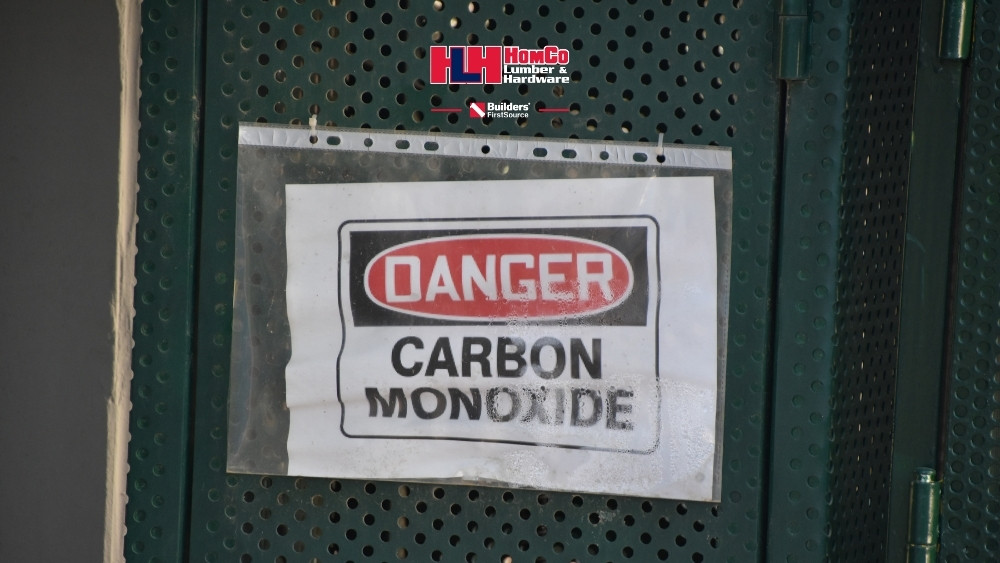 HLH HomCo
Lumber &
Hardware
Builders'
FirstSource
DANGER
CARBON
MONOXIDE